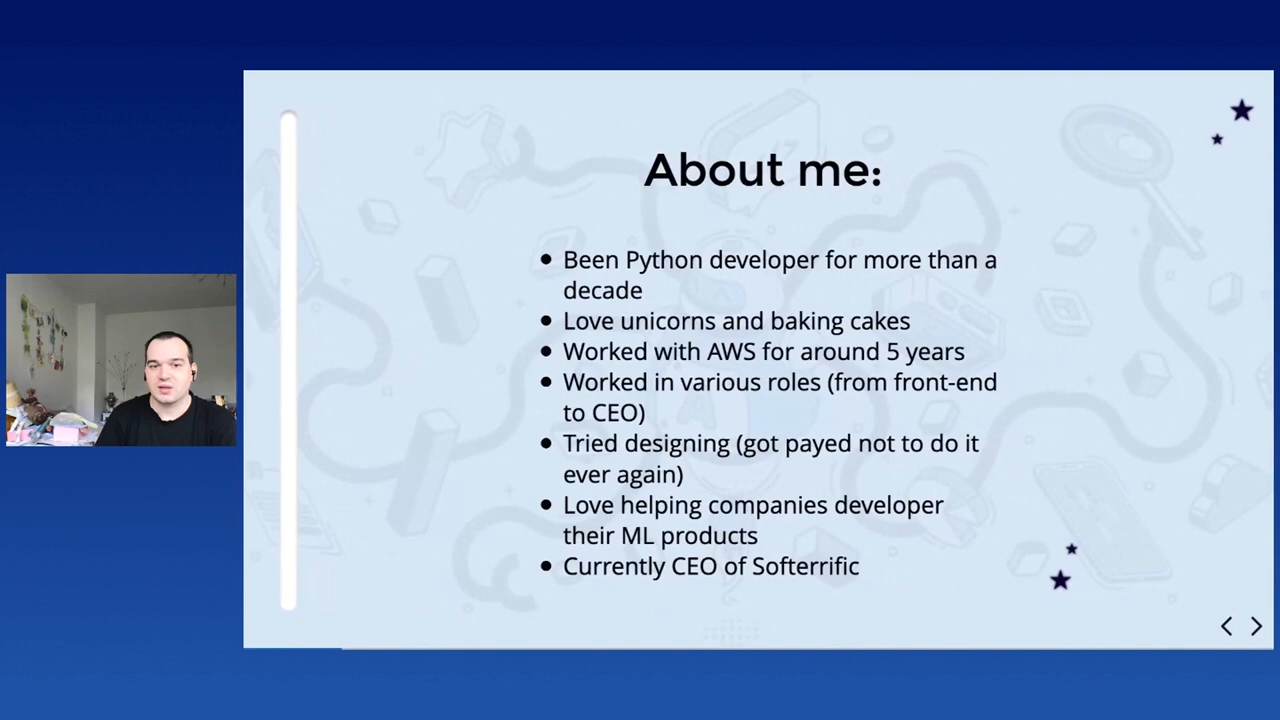 About me:
• Been Python developer for more than a
decade
• Love unicorns and baking cakes
• Worked with AWS for around 5 years
• Worked in various roles (from front-end
to CEO)
• Tried designing (got payed not to do it
ever again)
• Love helping companies developer
their ML products
• Currently CEO of Softerrific